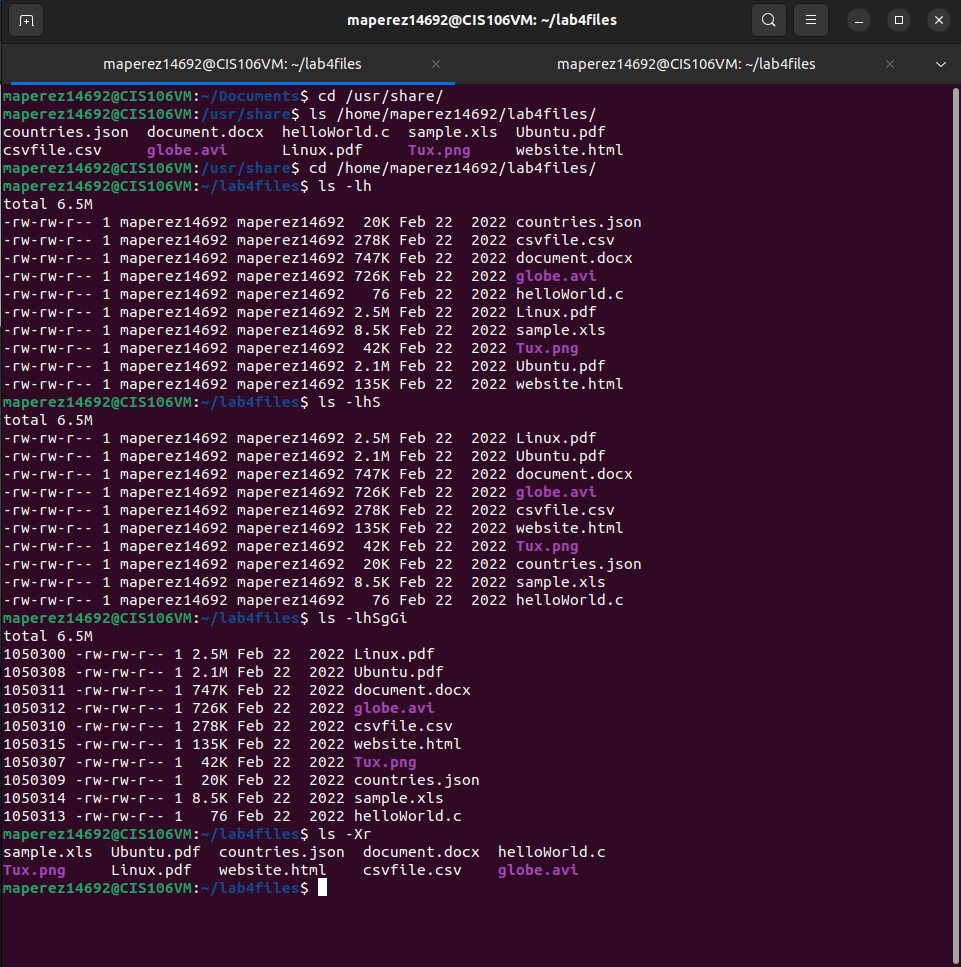 maperez14692@CIS106VM: ~/lab4files
maperez14692@CIS106VM: ~/lab4files × maperez14692@CIS106VM: ~/lab4files ×
maperez14692@CIS106VM:~/Documents$ cd /usr/share/
maperez14692@CIS106VM:/usr/share$ ls /home/maperez14692/lab4files/
countries.json  document.docx  helloWorld.c  sample.xls  Ubuntu.pdf
csvfile.csv     globe.avi      Linux.pdf     Tux.png     website.html
maperez14692@CIS106VM:/usr/share$ cd /home/maperez14692/lab4files/
maperez14692@CIS106VM:~/lab4files$ ls -lh
total 6.5M
-rw-rw-r-- 1 maperez14692 maperez14692  20K Feb 22  2022 countries.json
-rw-rw-r-- 1 maperez14692 maperez14692 278K Feb 22  2022 csvfile.csv
-rw-rw-r-- 1 maperez14692 maperez14692 747K Feb 22  2022 document.docx
-rw-rw-r-- 1 maperez14692 maperez14692 726K Feb 22  2022 globe.avi
-rw-rw-r-- 1 maperez14692 maperez14692   76 Feb 22  2022 helloWorld.c
-rw-rw-r-- 1 maperez14692 maperez14692 2.5M Feb 22  2022 Linux.pdf
-rw-rw-r-- 1 maperez14692 maperez14692 8.5K Feb 22  2022 sample.xls
-rw-rw-r-- 1 maperez14692 maperez14692  42K Feb 22  2022 Tux.png
-rw-rw-r-- 1 maperez14692 maperez14692 2.1M Feb 22  2022 Ubuntu.pdf
-rw-rw-r-- 1 maperez14692 maperez14692 135K Feb 22  2022 website.html
maperez14692@CIS106VM:~/lab4files$ ls -lhS
total 6.5M
-rw-rw-r-- 1 maperez14692 maperez14692 2.5M Feb 22  2022 Linux.pdf
-rw-rw-r-- 1 maperez14692 maperez14692 2.1M Feb 22  2022 Ubuntu.pdf
-rw-rw-r-- 1 maperez14692 maperez14692 747K Feb 22  2022 document.docx
-rw-rw-r-- 1 maperez14692 maperez14692 726K Feb 22  2022 globe.avi
-rw-rw-r-- 1 maperez14692 maperez14692 278K Feb 22  2022 csvfile.csv
-rw-rw-r-- 1 maperez14692 maperez14692 135K Feb 22  2022 website.html
-rw-rw-r-- 1 maperez14692 maperez14692  42K Feb 22  2022 Tux.png
-rw-rw-r-- 1 maperez14692 maperez14692  20K Feb 22  2022 countries.json
-rw-rw-r-- 1 maperez14692 maperez14692 8.5K Feb 22  2022 sample.xls
-rw-rw-r-- 1 maperez14692 maperez14692   76 Feb 22  2022 helloWorld.c
maperez14692@CIS106VM:~/lab4files$ ls -lhSgGi
total 6.5M
1050300 -rw-rw-r-- 1 2.5M Feb 22  2022 Linux.pdf
1050308 -rw-rw-r-- 1 2.1M Feb 22  2022 Ubuntu.pdf
1050311 -rw-rw-r-- 1 747K Feb 22  2022 document.docx
1050312 -rw-rw-r-- 1 726K Feb 22  2022 globe.avi
1050310 -rw-rw-r-- 1 278K Feb 22  2022 csvfile.csv
1050315 -rw-rw-r-- 1 135K Feb 22  2022 website.html
1050307 -rw-rw-r-- 1  42K Feb 22  2022 Tux.png
1050309 -rw-rw-r-- 1  20K Feb 22  2022 countries.json
1050314 -rw-rw-r-- 1 8.5K Feb 22  2022 sample.xls
1050313 -rw-rw-r-- 1   76 Feb 22  2022 helloWorld.c
maperez14692@CIS106VM:~/lab4files$ ls -Xr
sample.xls  Ubuntu.pdf  countries.json  document.docx  helloWorld.c
Tux.png     Linux.pdf   website.html    csvfile.csv    globe.avi
maperez14692@CIS106VM:~/lab4files$